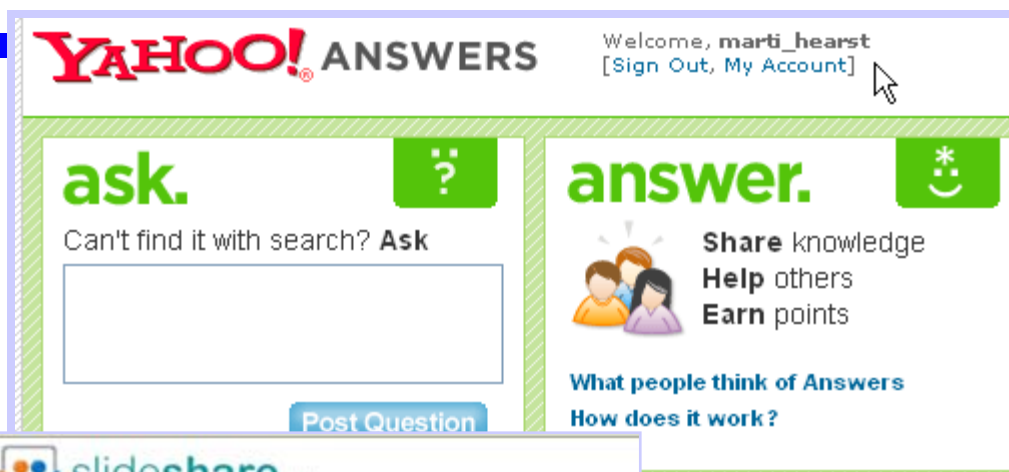 YAHOO!® ANSWERS
Welcome, marti_hearst
[Sign Out, My Account]
ask.
?
Can't find it with search? Ask
Post Question
answer.
Share knowledge
Help others
Earn points
What people think of Answers
How does it work?
slideshare